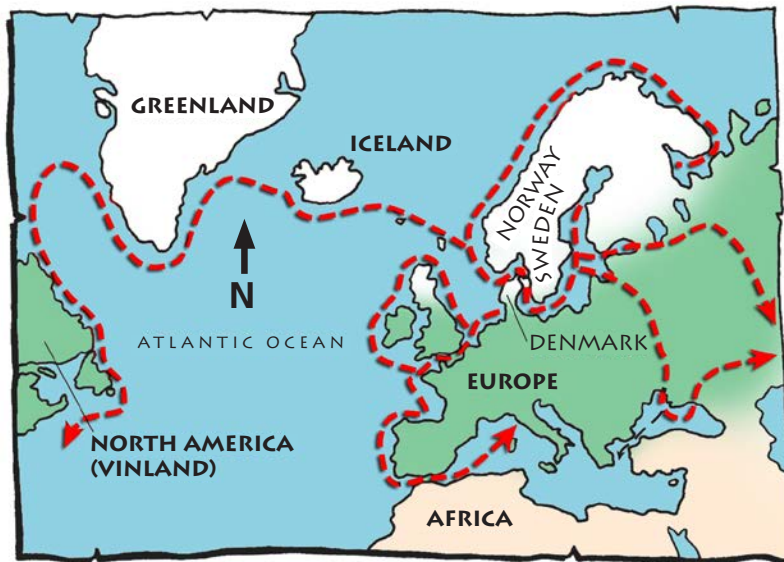 GREENLAND
ICELAND
NORWAY
SWEDEN
N
ATLANTIC OCEAN
DENMARK
EUROPE
NORTH AMERICA
(VINLAND)
AFRICA